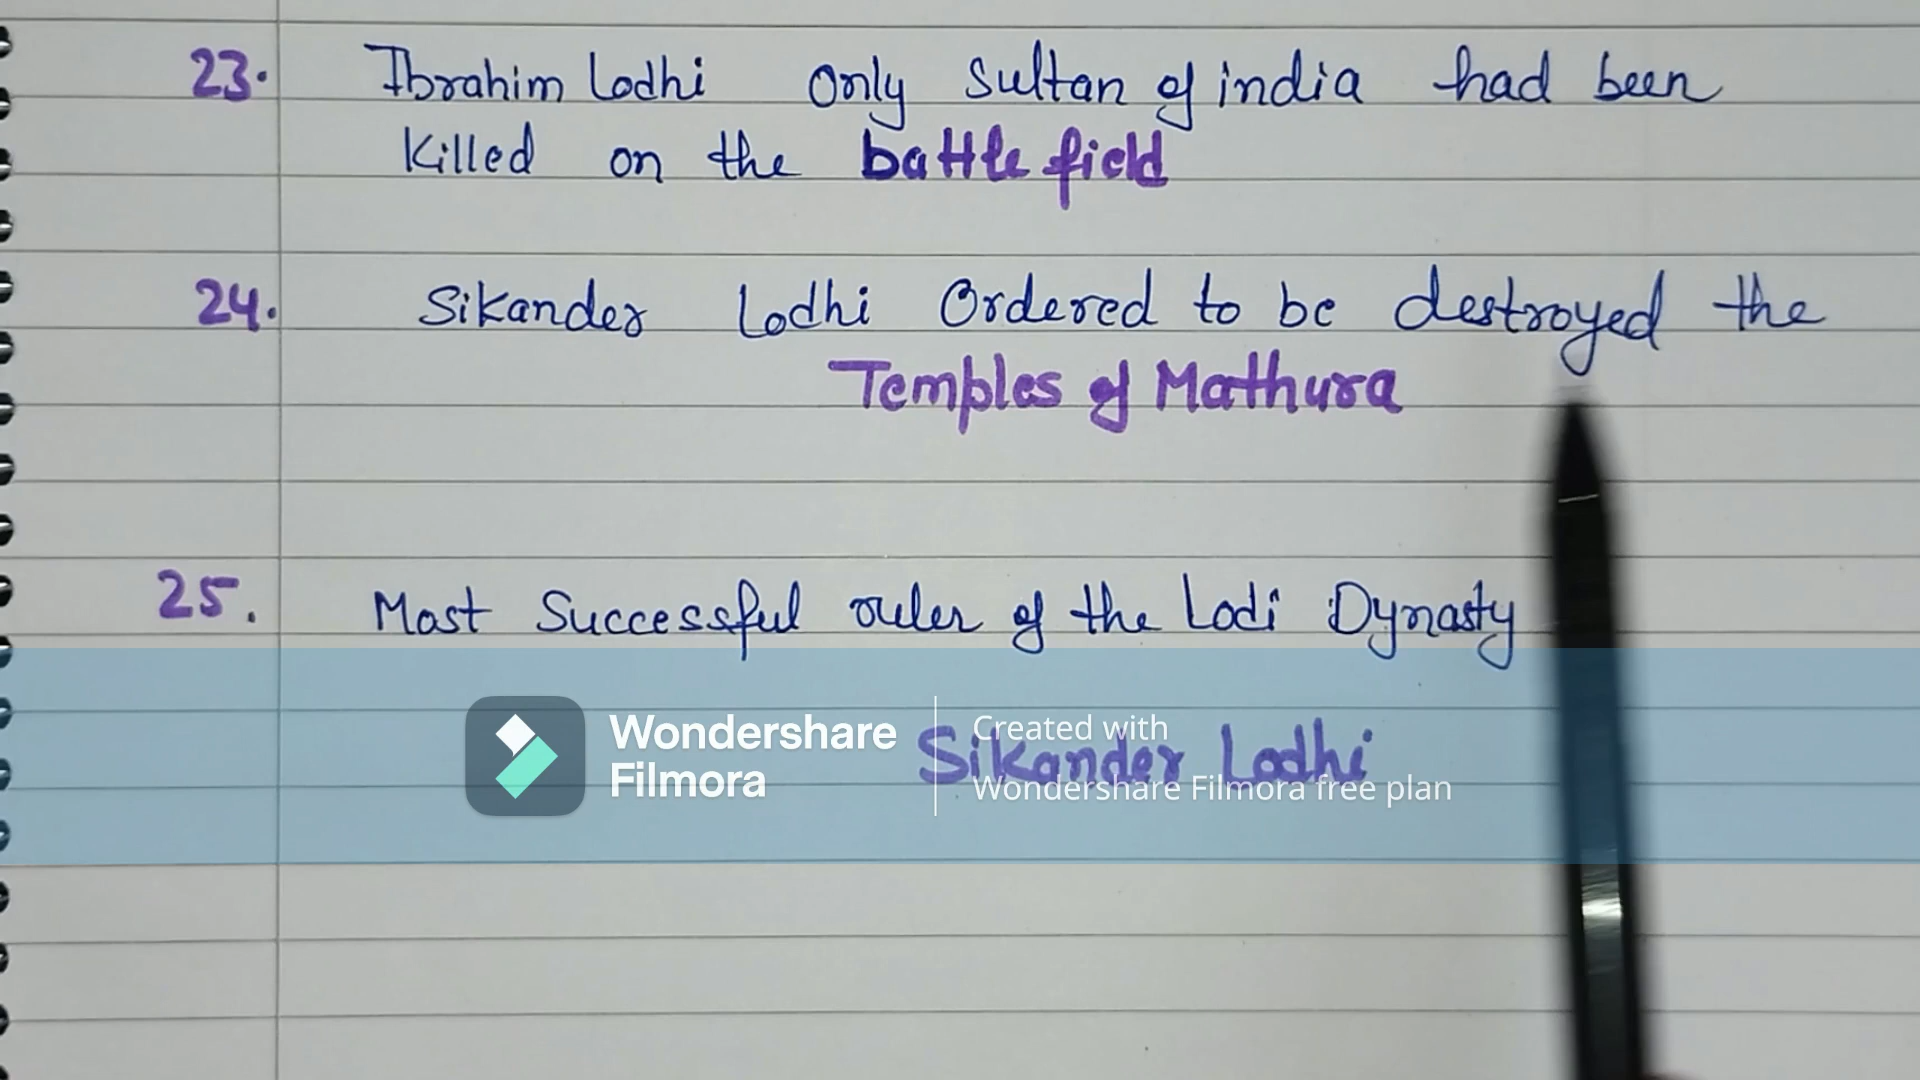 23. Ibrahim Lodhi Only Sultan of india had been
Killed on the battle field
24. Sikander Lodhi Ordered to be destroyed the
Temples of Mathura
25. Most Successful ruler of the Lodi Dynasty
Sikander Lodhi
Wondershare
Filmora
Created with
Wondershare Filmora free plan